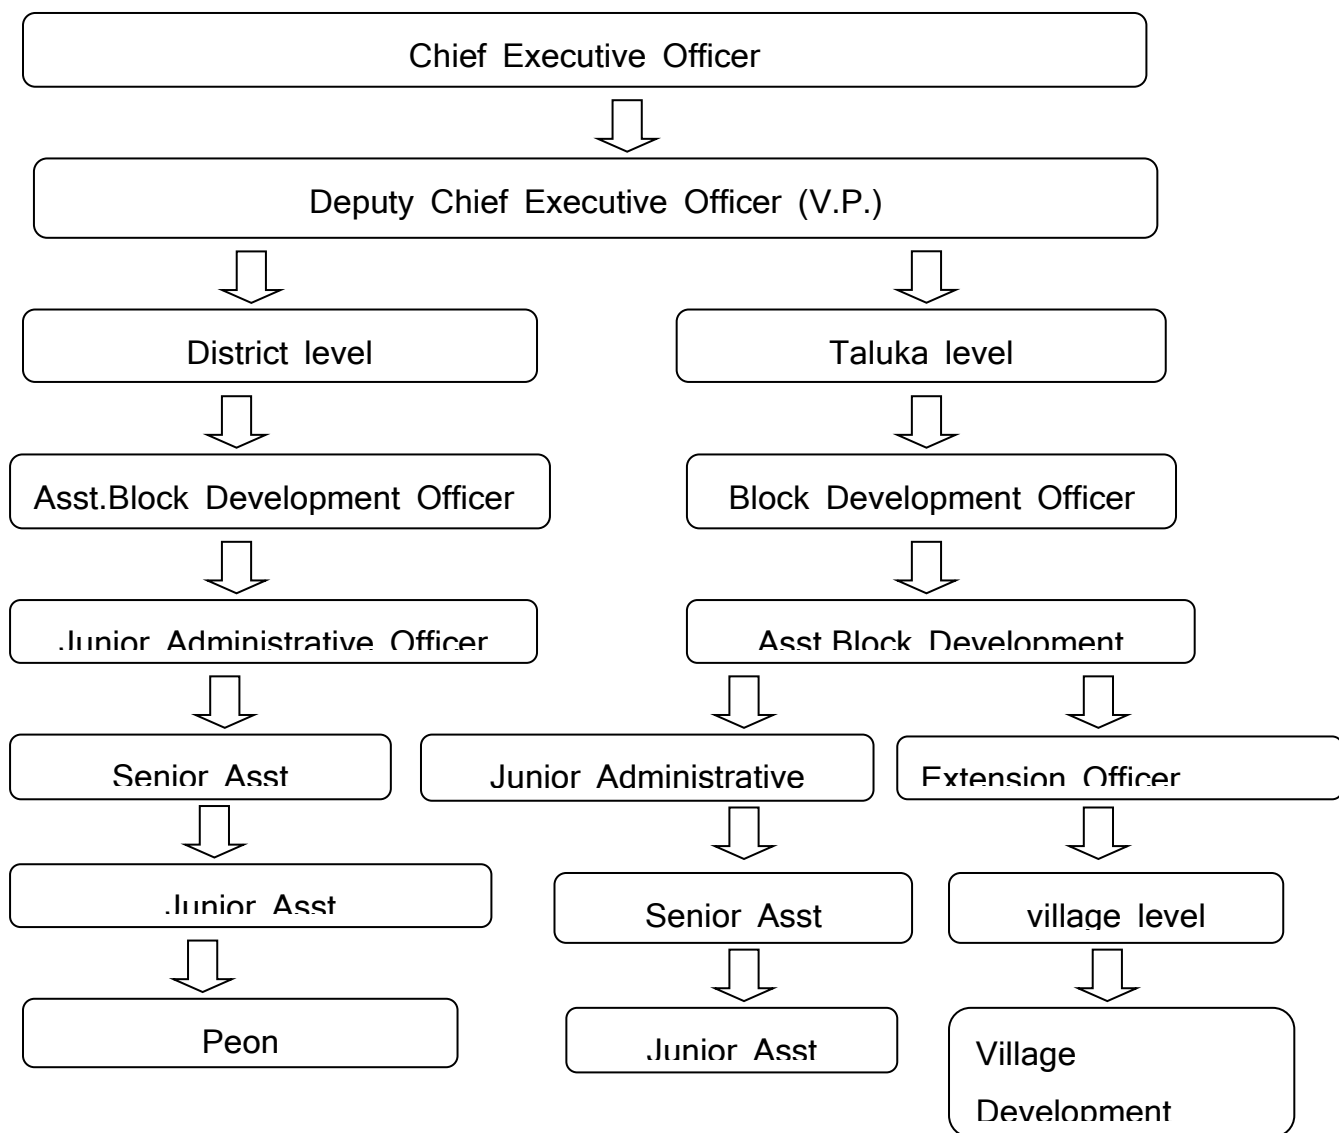 Chief Executive Officer
Deputy Chief Executive Officer (V.P.)
District level
Taluka level
Asst.Block Development Officer
Block Development Officer
Junior Administrative Officer
Asst.Block Development
Senior Asst
Junior Administrative
Extension Officer
Junior Asst
Senior Asst
village level
Peon
Junior Asst
Village
Development